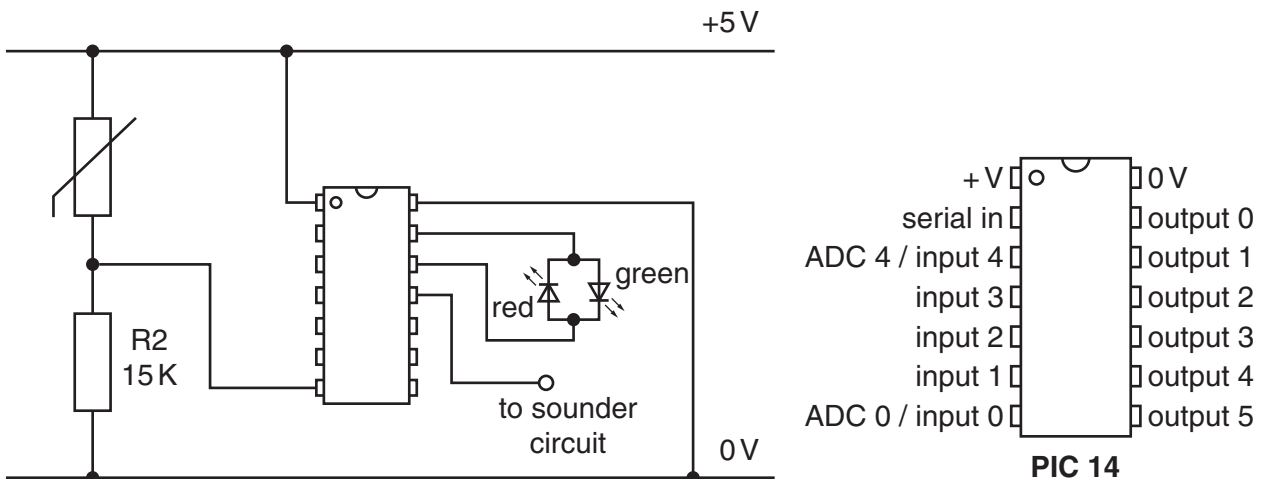 +5 V
R2
15 K
red
green
to sounder
circuit
0 V
+ V
0 V
serial in
output 0
ADC 4 / input 4
output 1
input 3
output 2
input 2
output 3
input 1
output 4
ADC 0 / input 0
output 5
PIC 14